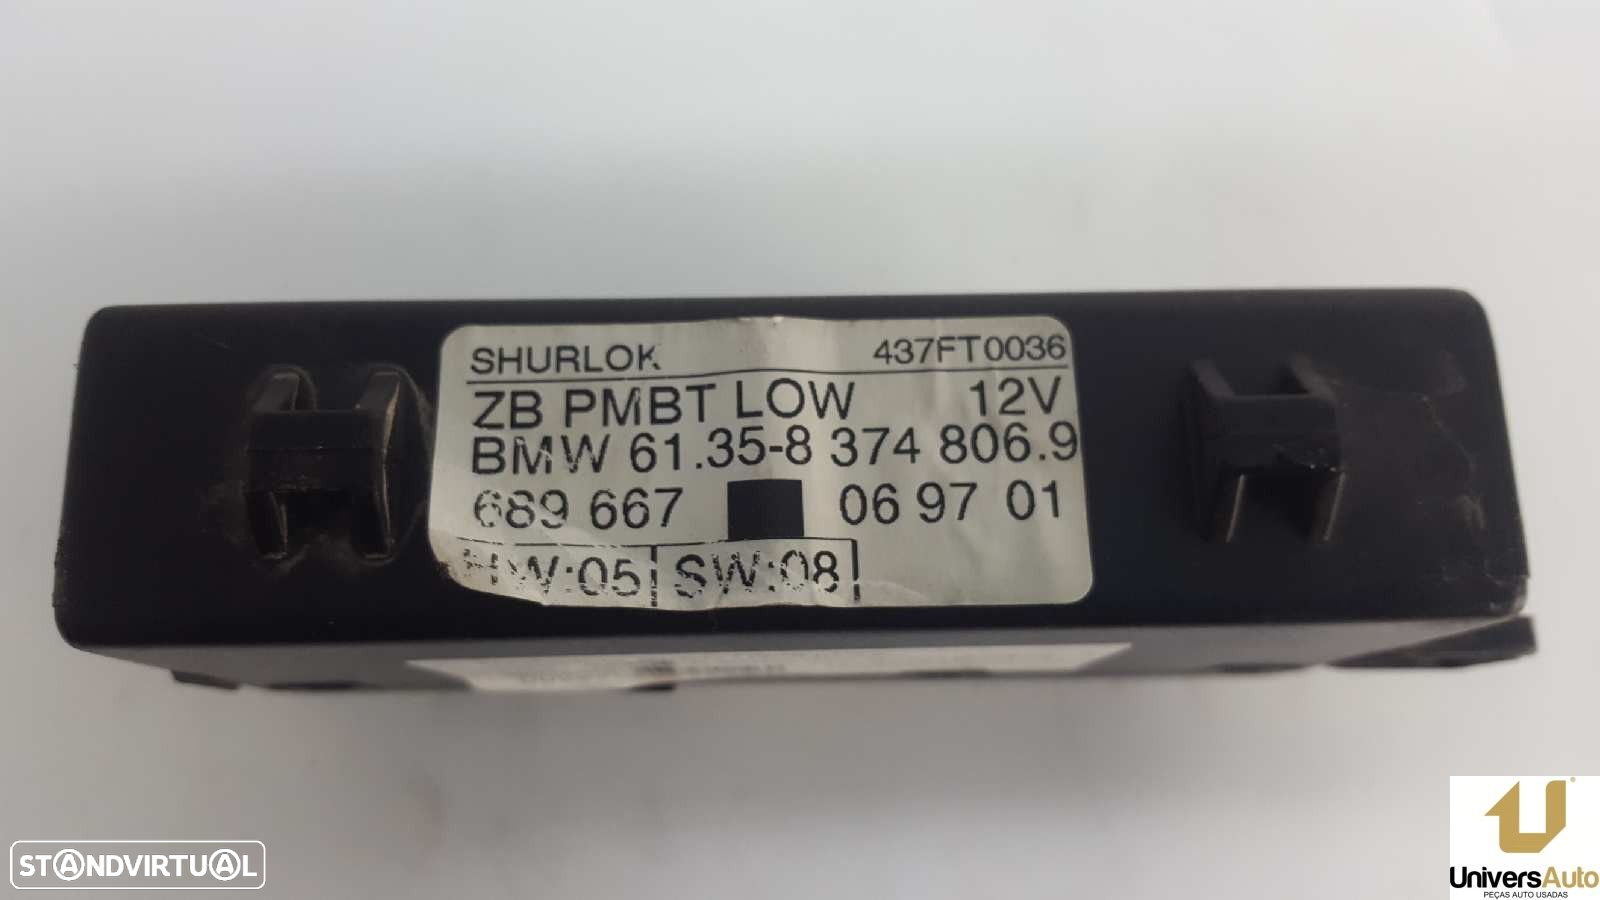 SHURLOK 437FT0036
ZB PMBT LOW 12V
BMW 61.35-8 374 806.9
689 667 06 97 01
HW:05 SW:08
STANDVIRTUAL
UniversAuto
PEÇAS AUTO USADAS